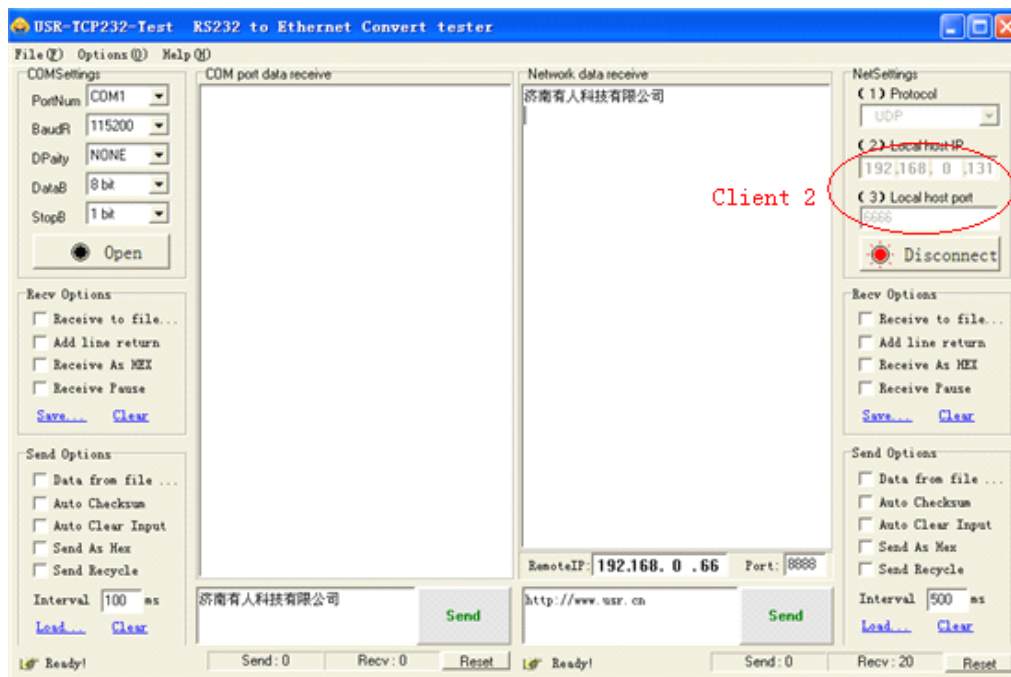 USR-TCP232-Test RS232 to Ethernet Convert tester
File(F) Options(O) Help(H)
COMSettings
PortNum COM1
BaudR 115200
DPaity NONE
DataB 8 bit
StopB 1 bit
Open
Recv Options
Receive to file...
Add line return
Receive As HEX
Receive Pause
Save... Clear
Send Options
Data from file ...
Auto Checksum
Auto Clear Input
Send As Hex
Send Recycle
Interval 100 ms
Load... Clear
COM port data receive
济南有人科技有限公司
Send
Network data receive
济南有人科技有限公司
Client 2
RemoteIP: 192.168. 0 .66 Port: 8888
http://www.usr.cn
Send
NetSettings
(1) Protocol
UDP
(2) Local host IP
192.168. 0 .131
(3) Local host port
6666
Disconnect
Recv Options
Receive to file...
Add line return
Receive As HEX
Receive Pause
Save... Clear
Send Options
Data from file ...
Auto Checksum
Auto Clear Input
Send As Hex
Send Recycle
Interval 500 ms
Load... Clear
Ready! Send:0 Recv:0 Reset
Ready! Send:0 Recv:20 Reset